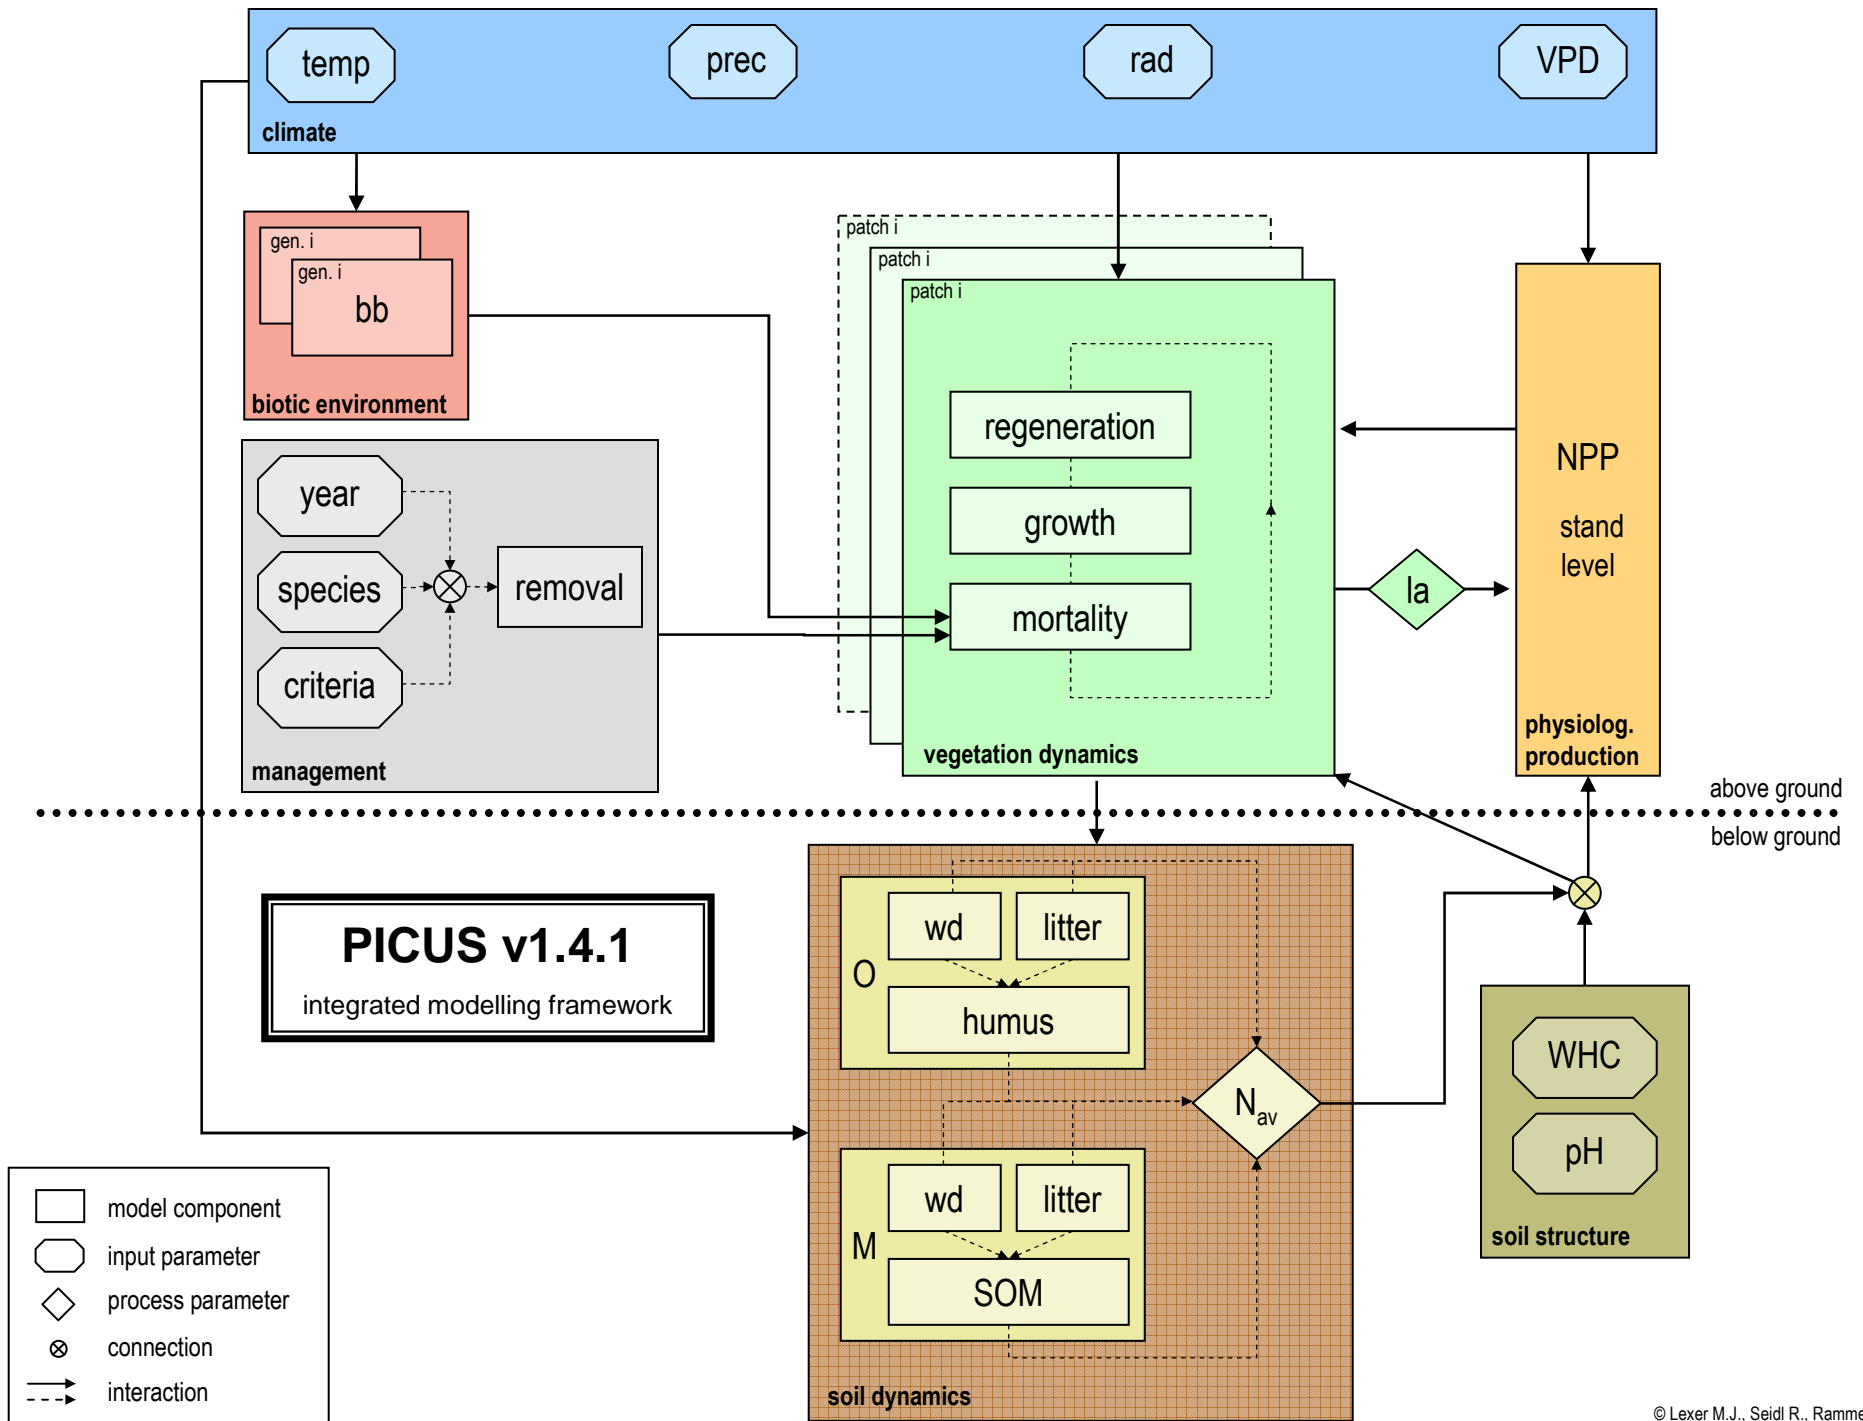 temp
prec
rad
VPD
climate
gen. i
gen. i
bb
biotic environment
patch i
patch i
patch i
regeneration
growth
mortality
vegetation dynamics
la
NPP
stand
level
physiolog.
production
year
species
criteria
removal
management
above ground
below ground
PICUS v1.4.1
integrated modelling framework
O
wd
litter
humus
M
wd
litter
SOM
Nav
soil dynamics
WHC
pH
soil structure
model component
input parameter
process parameter
connection
interaction
© Lexer M.J., Seidl R., Ramme